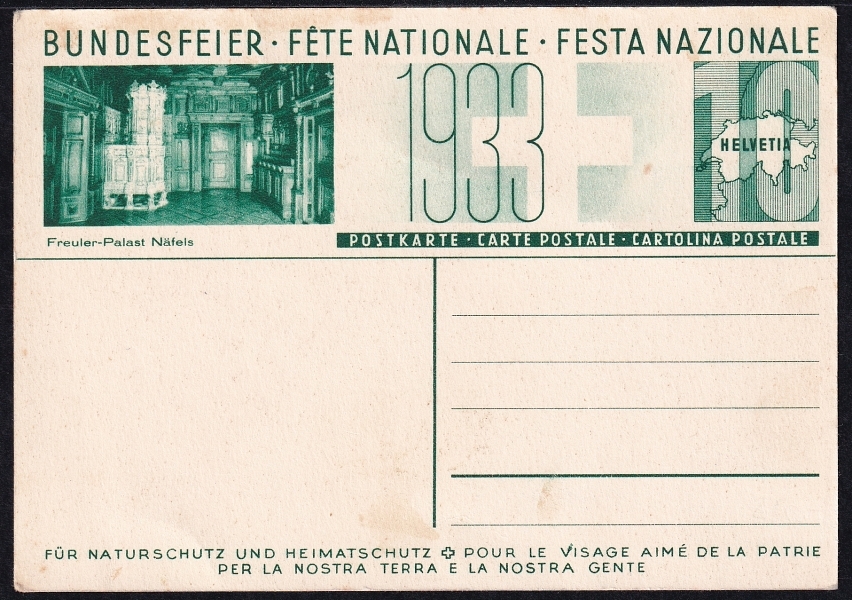 BUNDESFEIER · FÊTE NATIONALE · FESTA NAZIONALE
1933
10
HELVETIA
Freuler-Palast Näfels
POSTKARTE · CARTE POSTALE · CARTOLINA POSTALE
FÜR NATURSCHUTZ UND HEIMATSCHUTZ ✚ POUR LE VISAGE AIMÉ DE LA PATRIE
PER LA NOSTRA TERRA E LA NOSTRA GENTE